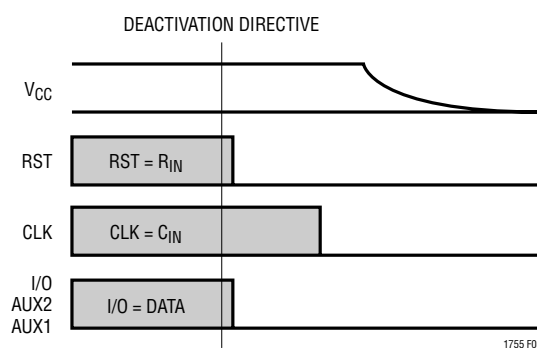 DEACTIVATION DIRECTIVE
VCC
RST
RST = RIN
CLK
CLK = CIN
I/O
AUX2
AUX1
I/O = DATA
1755 F0